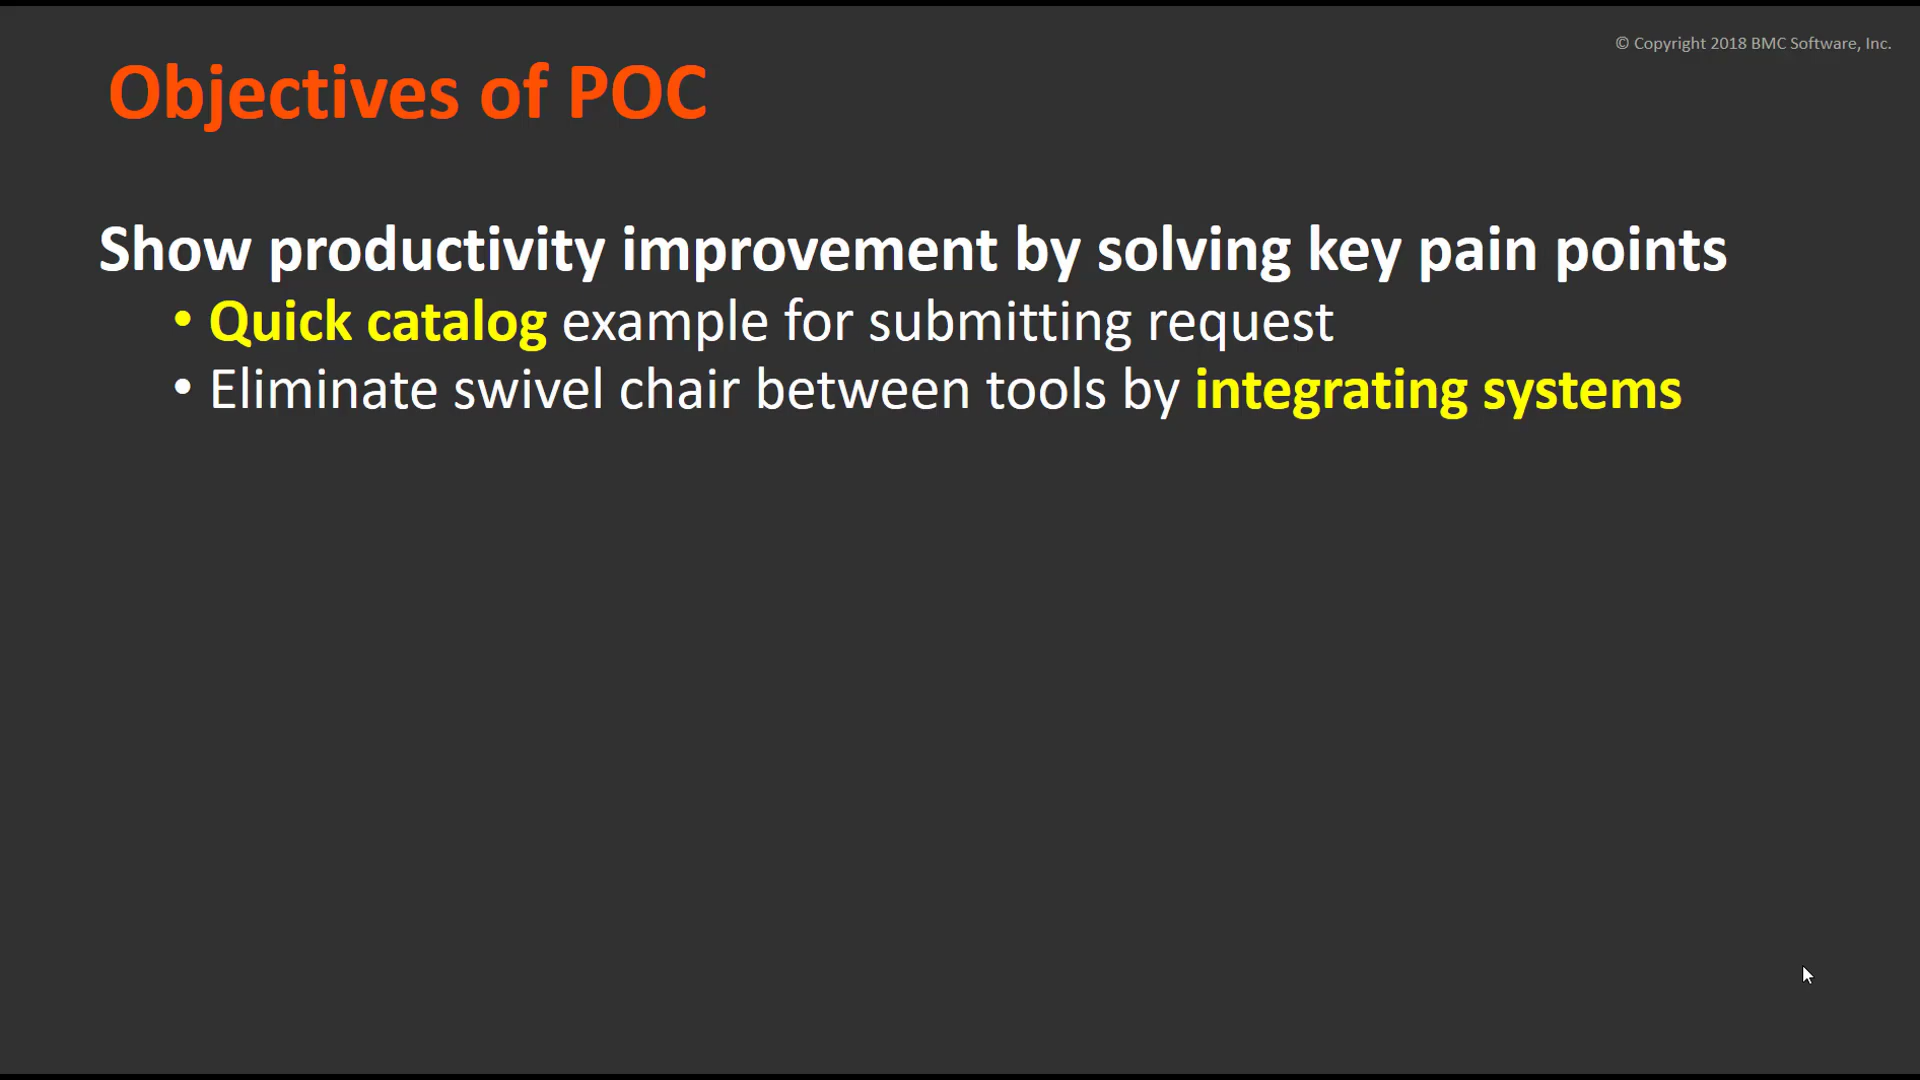 © Copyright 2018 BMC Software, Inc.
Objectives of POC
Show productivity improvement by solving key pain points
• Quick catalog example for submitting request
• Eliminate swivel chair between tools by integrating systems